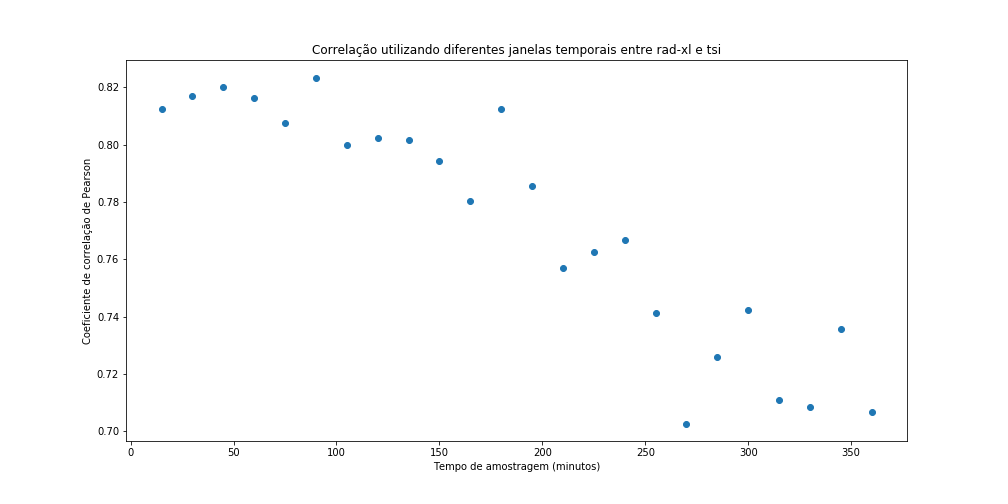 Correlação utilizando diferentes janelas temporais entre rad-xl e tsi
Coeficiente de correlação de Pearson
0.82
0.80
0.78
0.76
0.74
0.72
0.70
0 50 100 150 200 250 300 350
Tempo de amostragem (minutos)